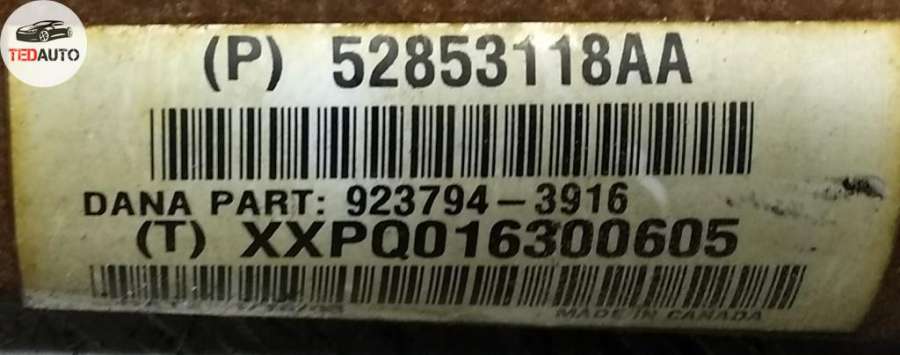 TEDAUTO
(P) 52853118AA
DANA PART: 923794-3916
(T) XXPQ016300605
MADE IN CANADA